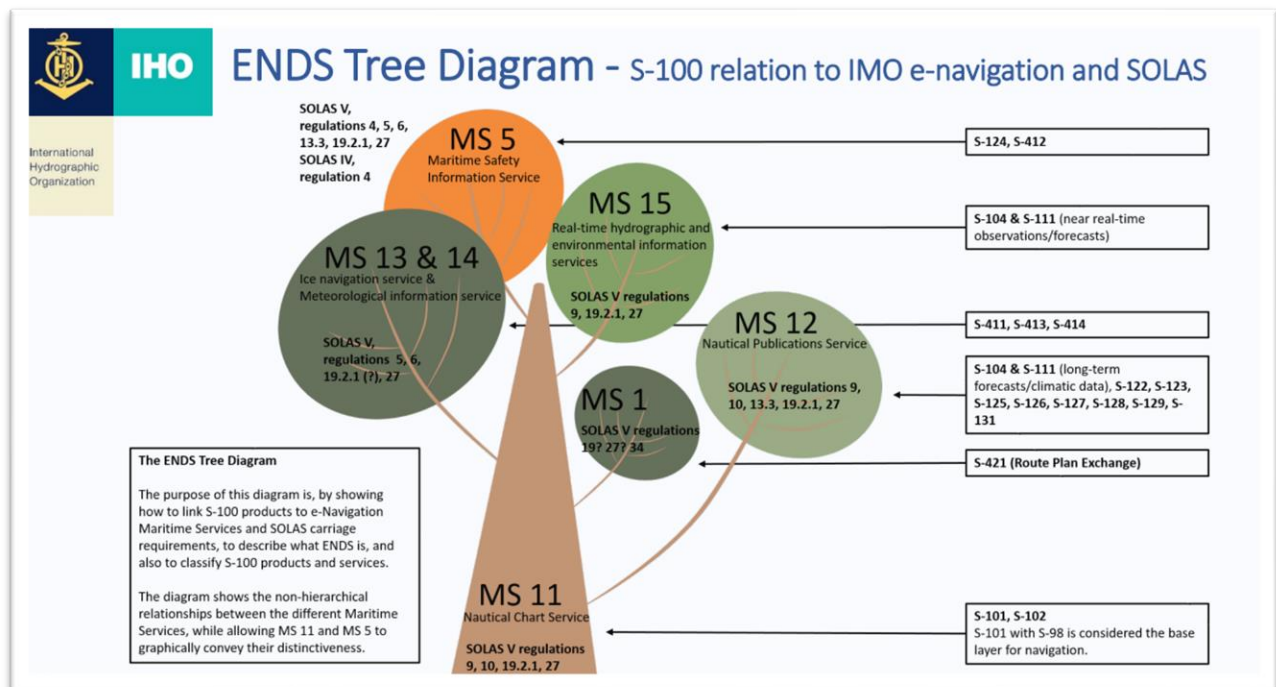 IHO
International
Hydrographic
Organization
ENDS Tree Diagram - S-100 relation to IMO e-navigation and SOLAS
SOLAS V,
regulations 4, 5, 6,
13.3, 19.2.1, 27
SOLAS IV,
regulation 4
MS 5
Maritime Safety
Information Service
S-124, S-412
MS 15
Real-time hydrographic and
environmental information
services
SOLAS V regulations
9, 19.2.1, 27
S-104 & S-111 (near real-time
observations/forecasts)
MS 13 & 14
Ice navigation service &
Meteorological information service
SOLAS V,
regulations 5, 6,
19.2.1 (?), 27
S-411, S-413, S-414
MS 12
Nautical Publications Service
SOLAS V regulations 9,
10, 13.3, 19.2.1, 27
S-104 & S-111 (long-term
forecasts/climatic data), S-122, S-123,
S-125, S-126, S-127, S-128, S-129, S-
131
MS 1
SOLAS V regulations
19? 27? 34
S-421 (Route Plan Exchange)
The ENDS Tree Diagram
The purpose of this diagram is, by showing
how to link S-100 products to e-Navigation
Maritime Services and SOLAS carriage
requirements, to describe what ENDS is, and
also to classify S-100 products and services.
The diagram shows the non-hierarchical
relationships between the different Maritime
Services, while allowing MS 11 and MS 5 to
graphically convey their distinctiveness.
MS 11
Nautical Chart Service
SOLAS V regulations
9, 10, 19.2.1, 27
S-101, S-102
S-101 with S-98 is considered the base
layer for navigation.